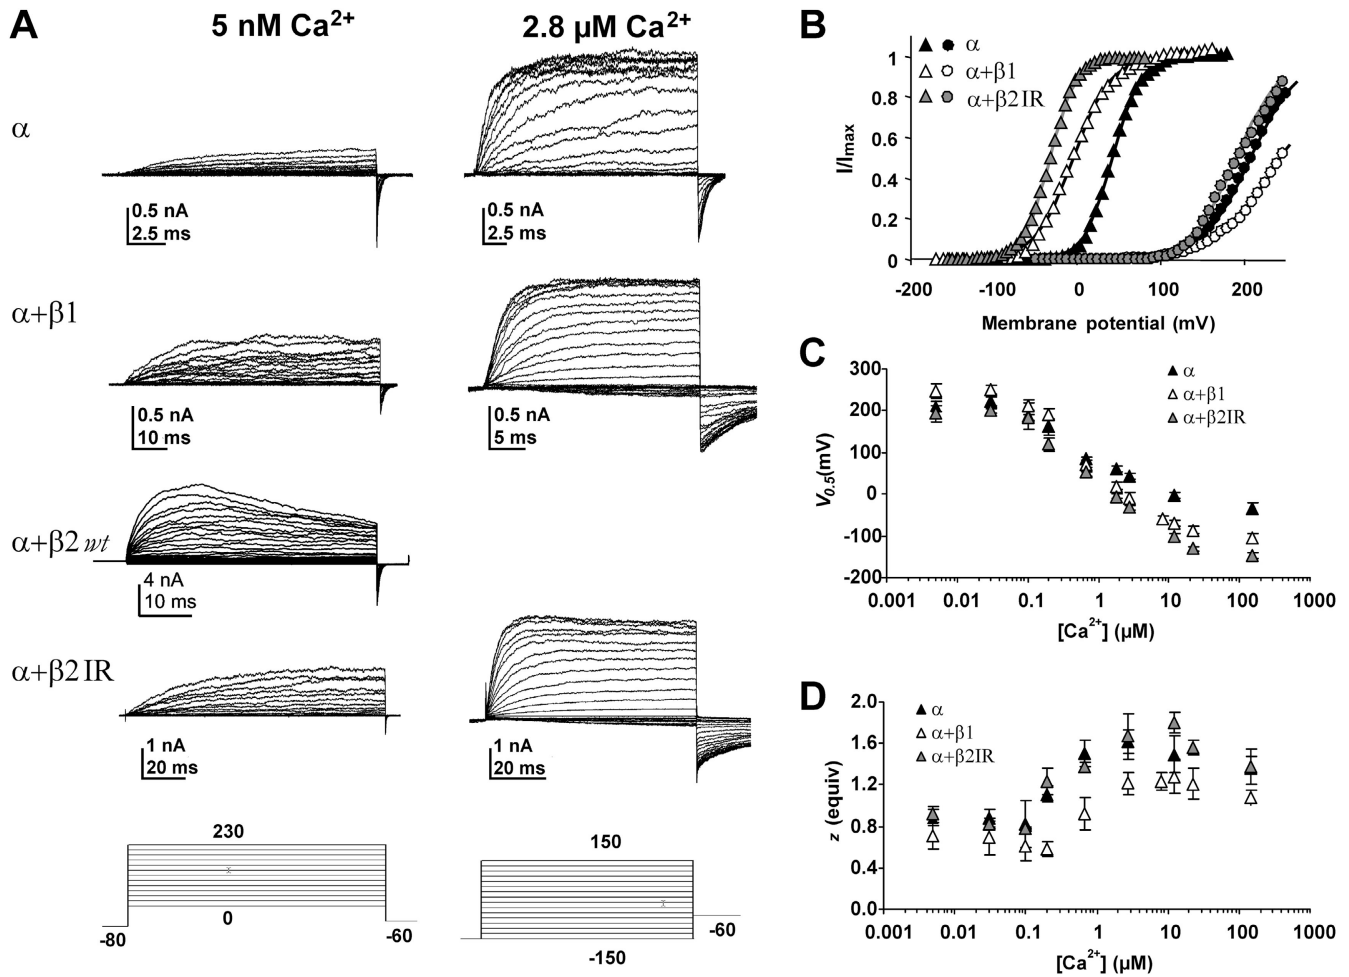 A
5 nM Ca2+
2.8 µM Ca2+
α
0.5 nA
2.5 ms
0.5 nA
2.5 ms
α+β1
0.5 nA
10 ms
0.5 nA
5 ms
α+β2 wt
4 nA
10 ms
α+β2 IR
1 nA
20 ms
1 nA
20 ms
230
0
-80
-60
150
-60
-150
B
α
α+β1
α+β2 IR
I/Imax
1
0.8
0.6
0.4
0.2
0
-200 -100 0 100 200
Membrane potential (mV)
C
α
α+β1
α+β2IR
V0.5(mV)
300
200
100
0
-100
-200
0.001 0.01 0.1 1 10 100 1000
[Ca2+] (µM)
D
α
α+β1
α+β2IR
z (equiv)
2.0
1.6
1.2
0.8
0.4
0.0
0.001 0.01 0.1 1 10 100 1000
[Ca2+] (µM)